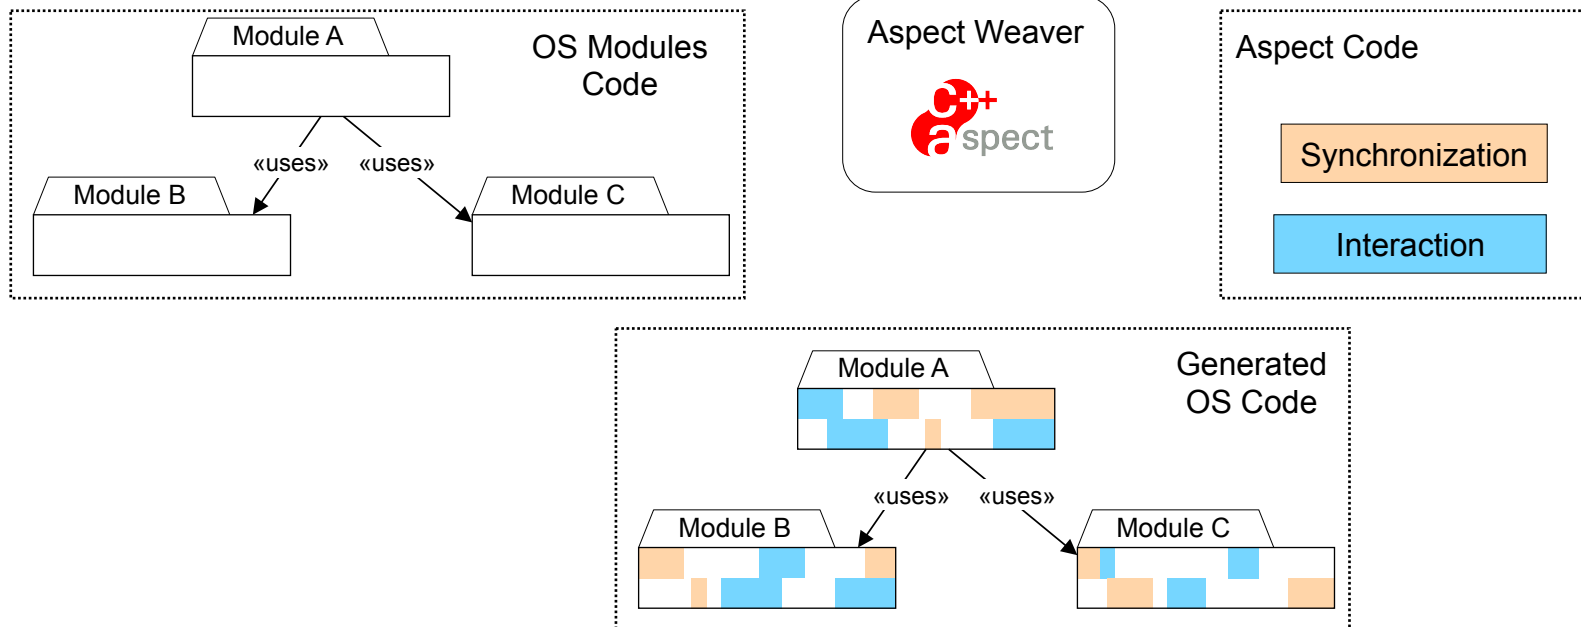 Module A
OS Modules
Code
«uses» «uses»
Module B
Module C
Aspect Weaver
C++
aspect
Aspect Code
Synchronization
Interaction
Module A
Generated
OS Code
«uses» «uses»
Module B
Module C